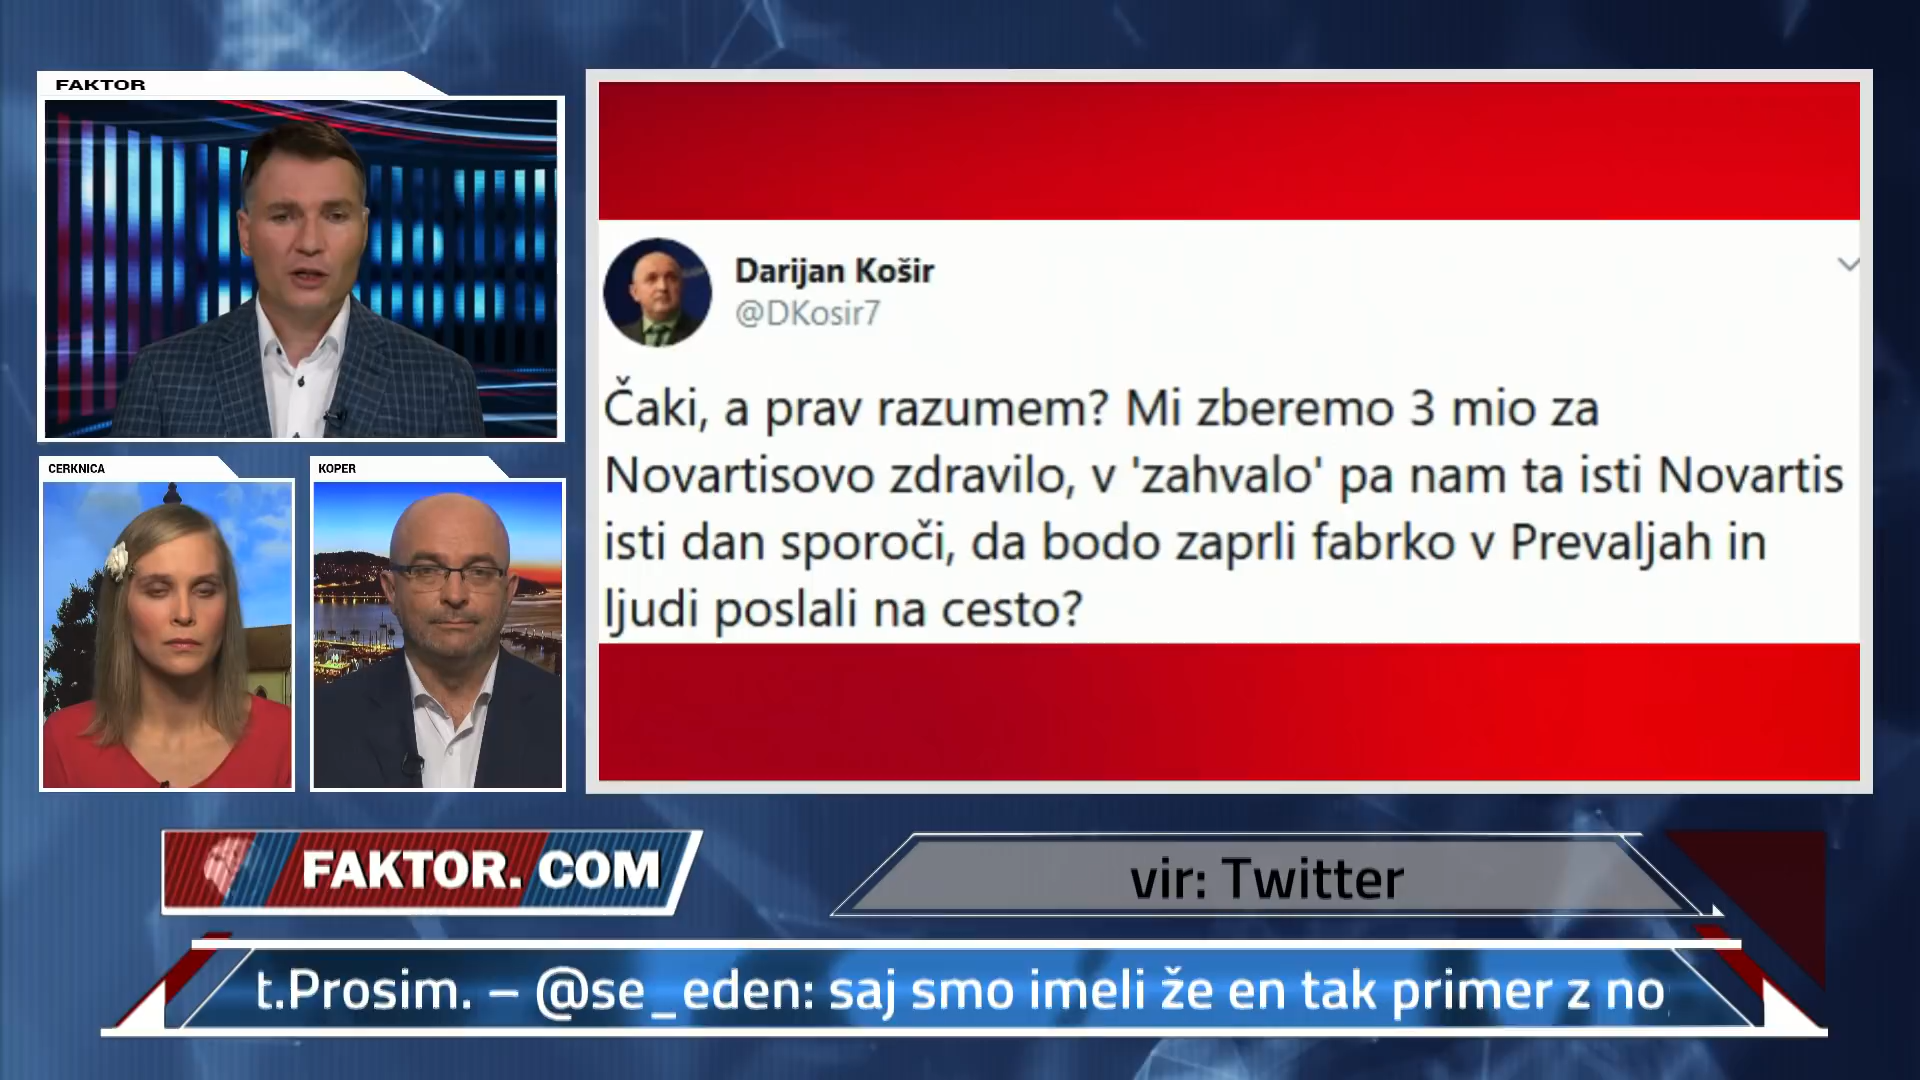 FAKTOR
CERKNICA
KOPER
Darijan Košir
@DKosir7
Čaki, a prav razumem? Mi zberemo 3 mio za
Novartisovo zdravilo, v 'zahvalo' pa nam ta isti Novartis
isti dan sporoči, da bodo zaprli fabrko v Prevaljah in
ljudi poslali na cesto?
FAKTOR. COM
vir: Twitter
t.Prosim. – @se_eden: saj smo imeli že en tak primer z no